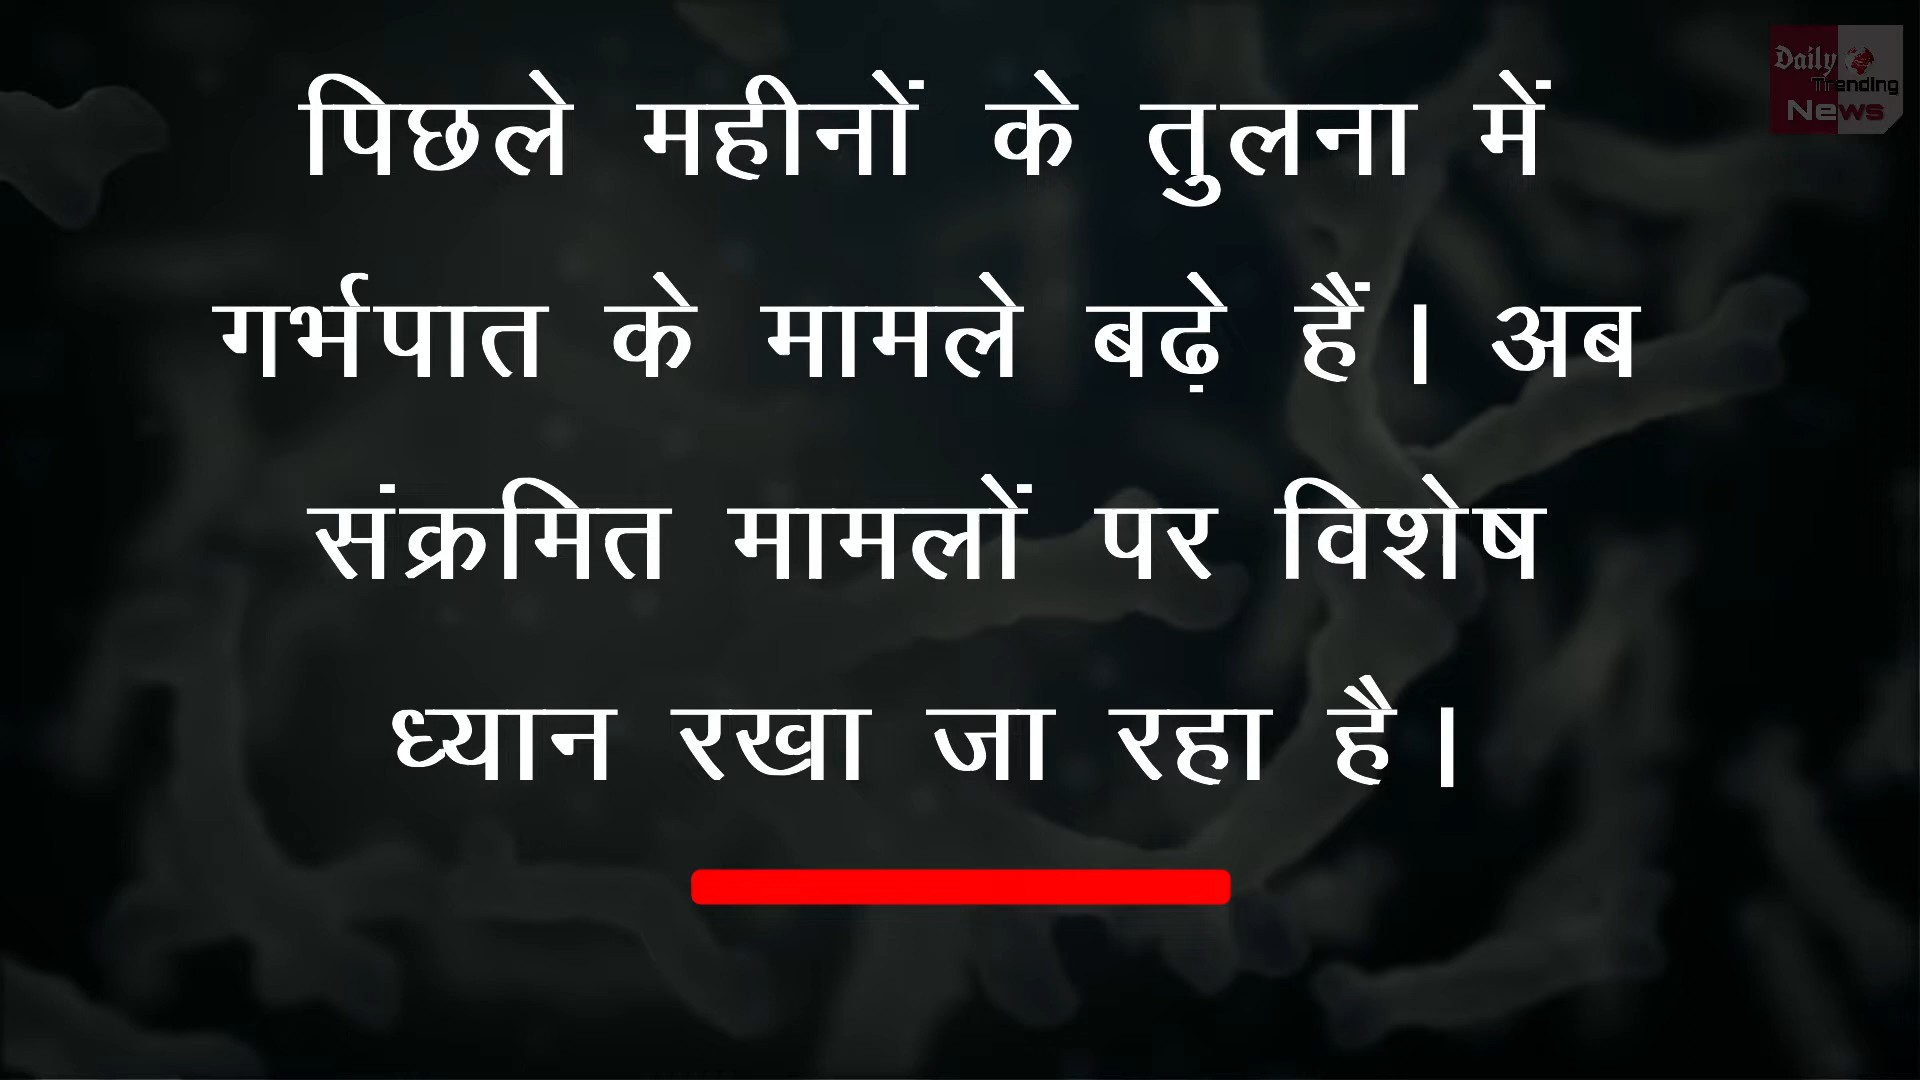 Daily
Trending
News
पिछले महीनों के तुलना में
गर्भपात के मामले बढ़े हैं। अब
संक्रमित मामलों पर विशेष
ध्यान रखा जा रहा है।